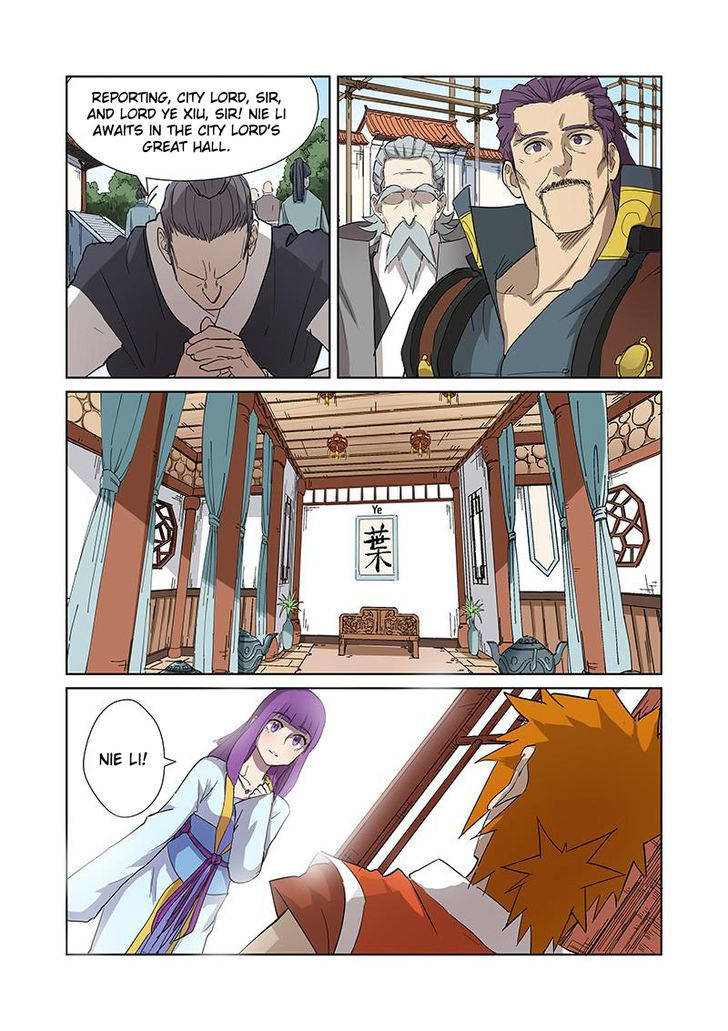 REPORTING, CITY LORD, SIR,
AND LORD YE XIU, SIR! NIE LI
AWAITS IN THE CITY LORD'S
GREAT HALL.
Ye
葉
NIE LI!